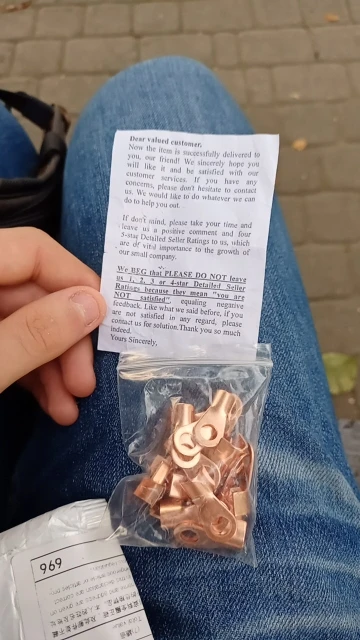 Dear valued customer,
Now the item is successfully delivered to
you, our friend! We sincerely hope you
will like it and be satisfied with our
customer services. If you have any
concerns, please don't hesitate to contact
us. We would like to do whatever we can
do to help you out.
If don't mind, please take your time and
leave us a positive comment and four
5-star Detailed Seller Ratings to us, which
are of vital importance to the growth of
our small company.
We BEG that PLEASE DO NOT leave
us 1, 2, 3 or 4-star Detailed Seller
Ratings because they mean "you are
NOT satisfied", equaling negative
feedback. Like what we said before, if you
are not satisfied in any regard, please
contact us for solution.Thank you so much
indeed.
Yours Sincerely,
669